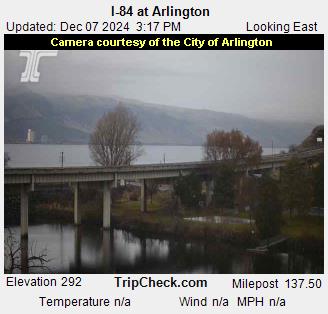 I-84 at Arlington
Updated: Dec 07 2024 3:17 PM Looking East
Camera courtesy of the City of Arlington
Elevation 292 TripCheck.com Milepost 137.50
Temperature n/a Wind n/a MPH n/a